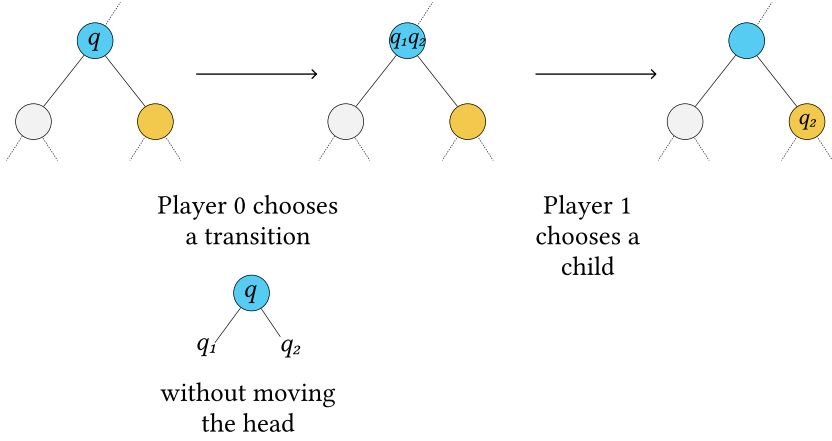 q
q₁q₂
q₂
Player 0 chooses
a transition
Player 1
chooses a
child
q
q₁
q₂
without moving
the head